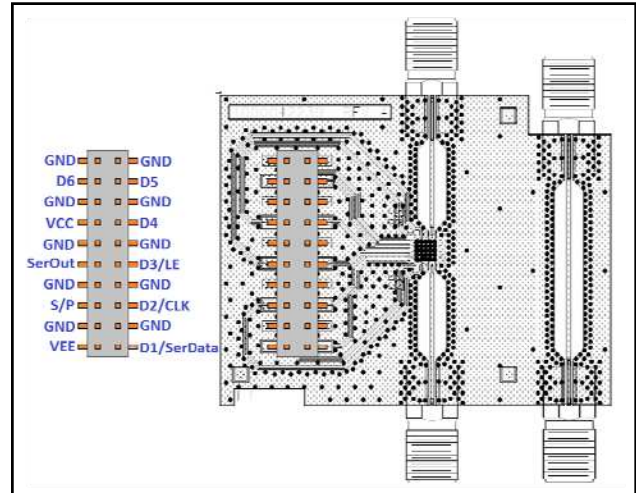 GND GND
D6 D5
GND GND
VCC D4
GND GND
SerOut D3/LE
GND GND
S/P D2/CLK
GND GND
VEE D1/SerData